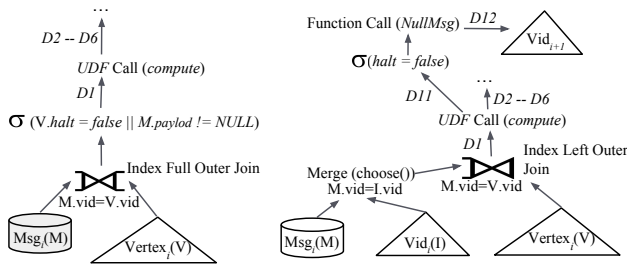 ...
D2 -- D6
UDF Call (compute)
D1
σ (V.halt = false || M.paylod != NULL)
Index Full Outer Join
M.vid=V.vid
Msgi(M)
Vertexi(V)
Function Call (NullMsg)
D12
Vidi+1
σ(halt = false)
...
D11
D2 -- D6
UDF Call (compute)
D1
Index Left Outer
Join
Merge (choose())
M.vid=I.vid
M.vid=V.vid
Msgi(M)
Vidi(I)
Vertexi(V)